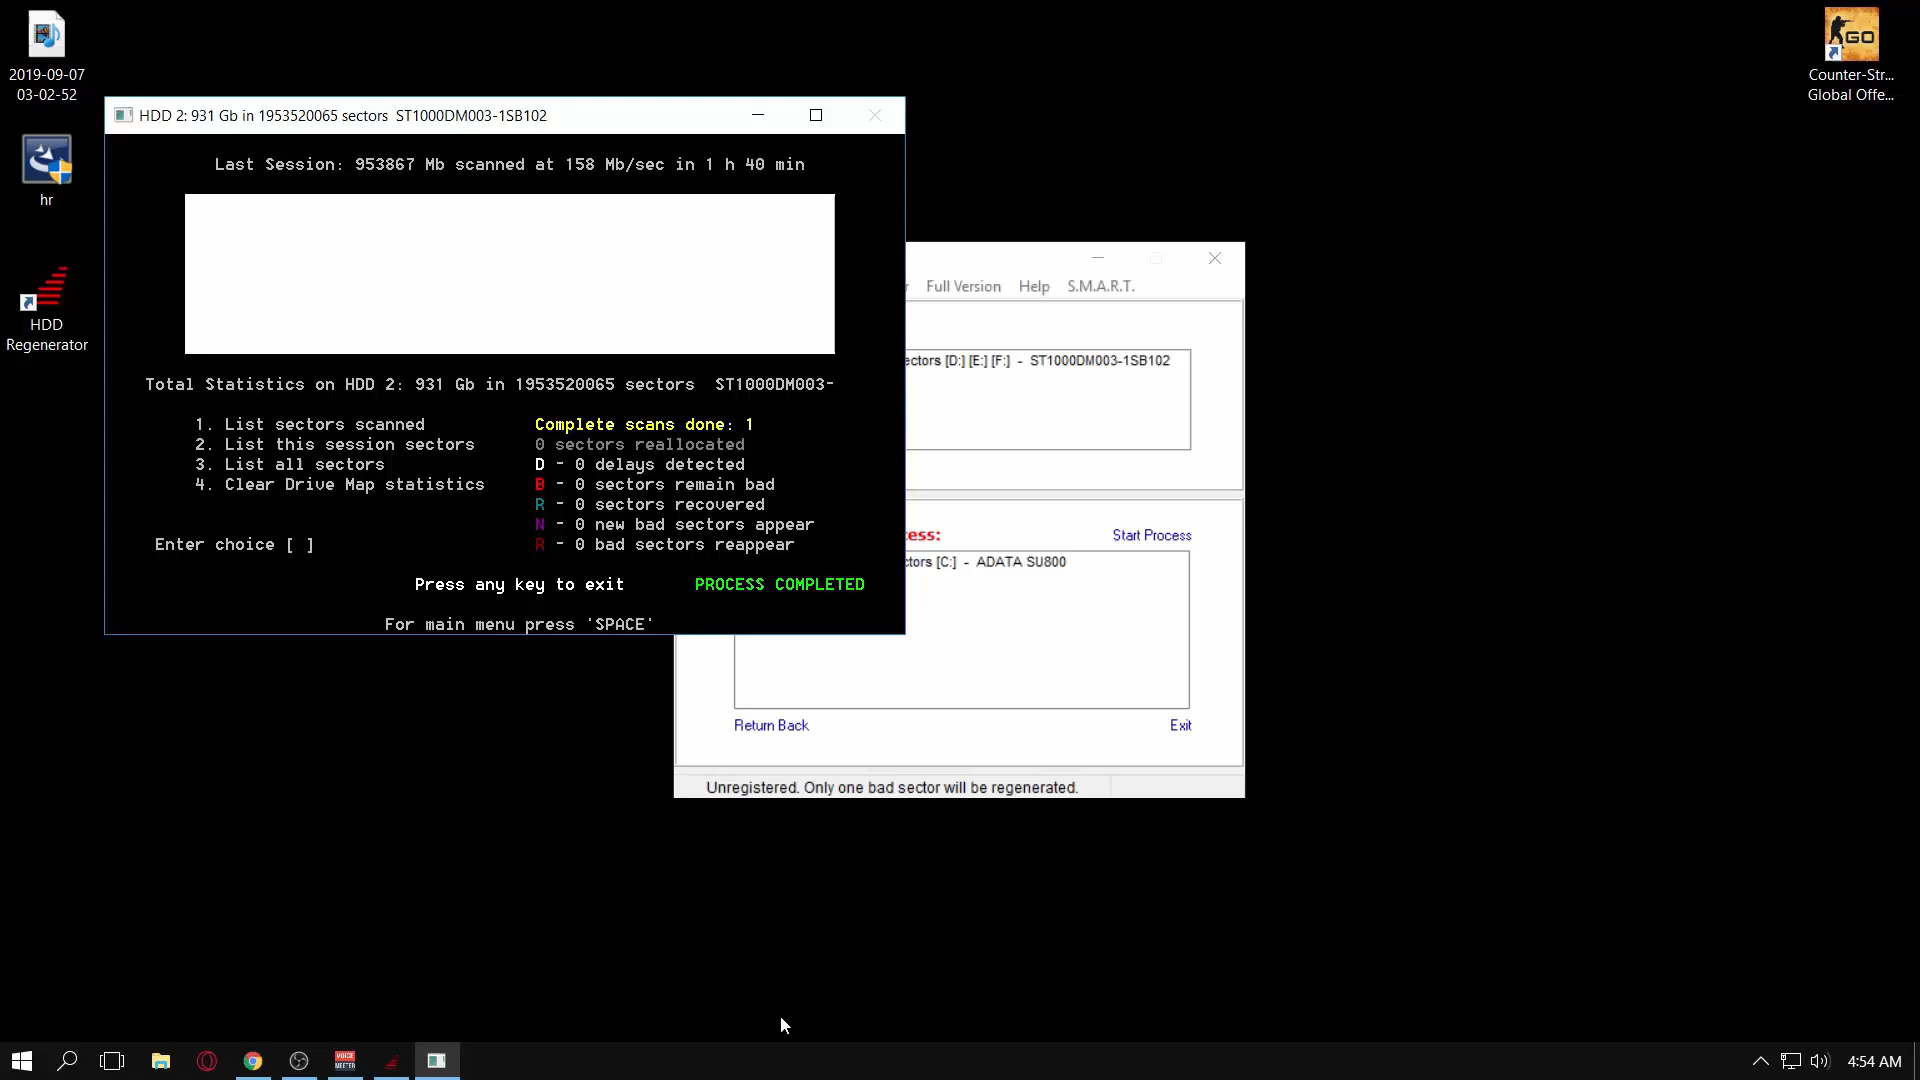 2019-09-07
03-02-52
hr
HDD
Regenerator
GO
Counter-Str...
Global Offe...
HDD 2: 931 Gb in 1953520065 sectors  ST1000DM003-1SB102
Last Session: 953867 Mb scanned at 158 Mb/sec in 1 h 40 min
Total Statistics on HDD 2: 931 Gb in 1953520065 sectors  ST1000DM003-
1. List sectors scanned
2. List this session sectors
3. List all sectors
4. Clear Drive Map statistics
Enter choice [ ]
Complete scans done: 1
0 sectors reallocated
D - 0 delays detected
B - 0 sectors remain bad
R - 0 sectors recovered
N - 0 new bad sectors appear
R - 0 bad sectors reappear
Press any key to exit
PROCESS COMPLETED
For main menu press 'SPACE'
r  Full Version  Help  S.M.A.R.T.
ectors [D:] [E:] [F:]  -  ST1000DM003-1SB102
ess:
Start Process
ctors [C:]  -  ADATA SU800
Return Back
Exit
Unregistered. Only one bad sector will be regenerated.
VOICE
MEETER
4:54 AM